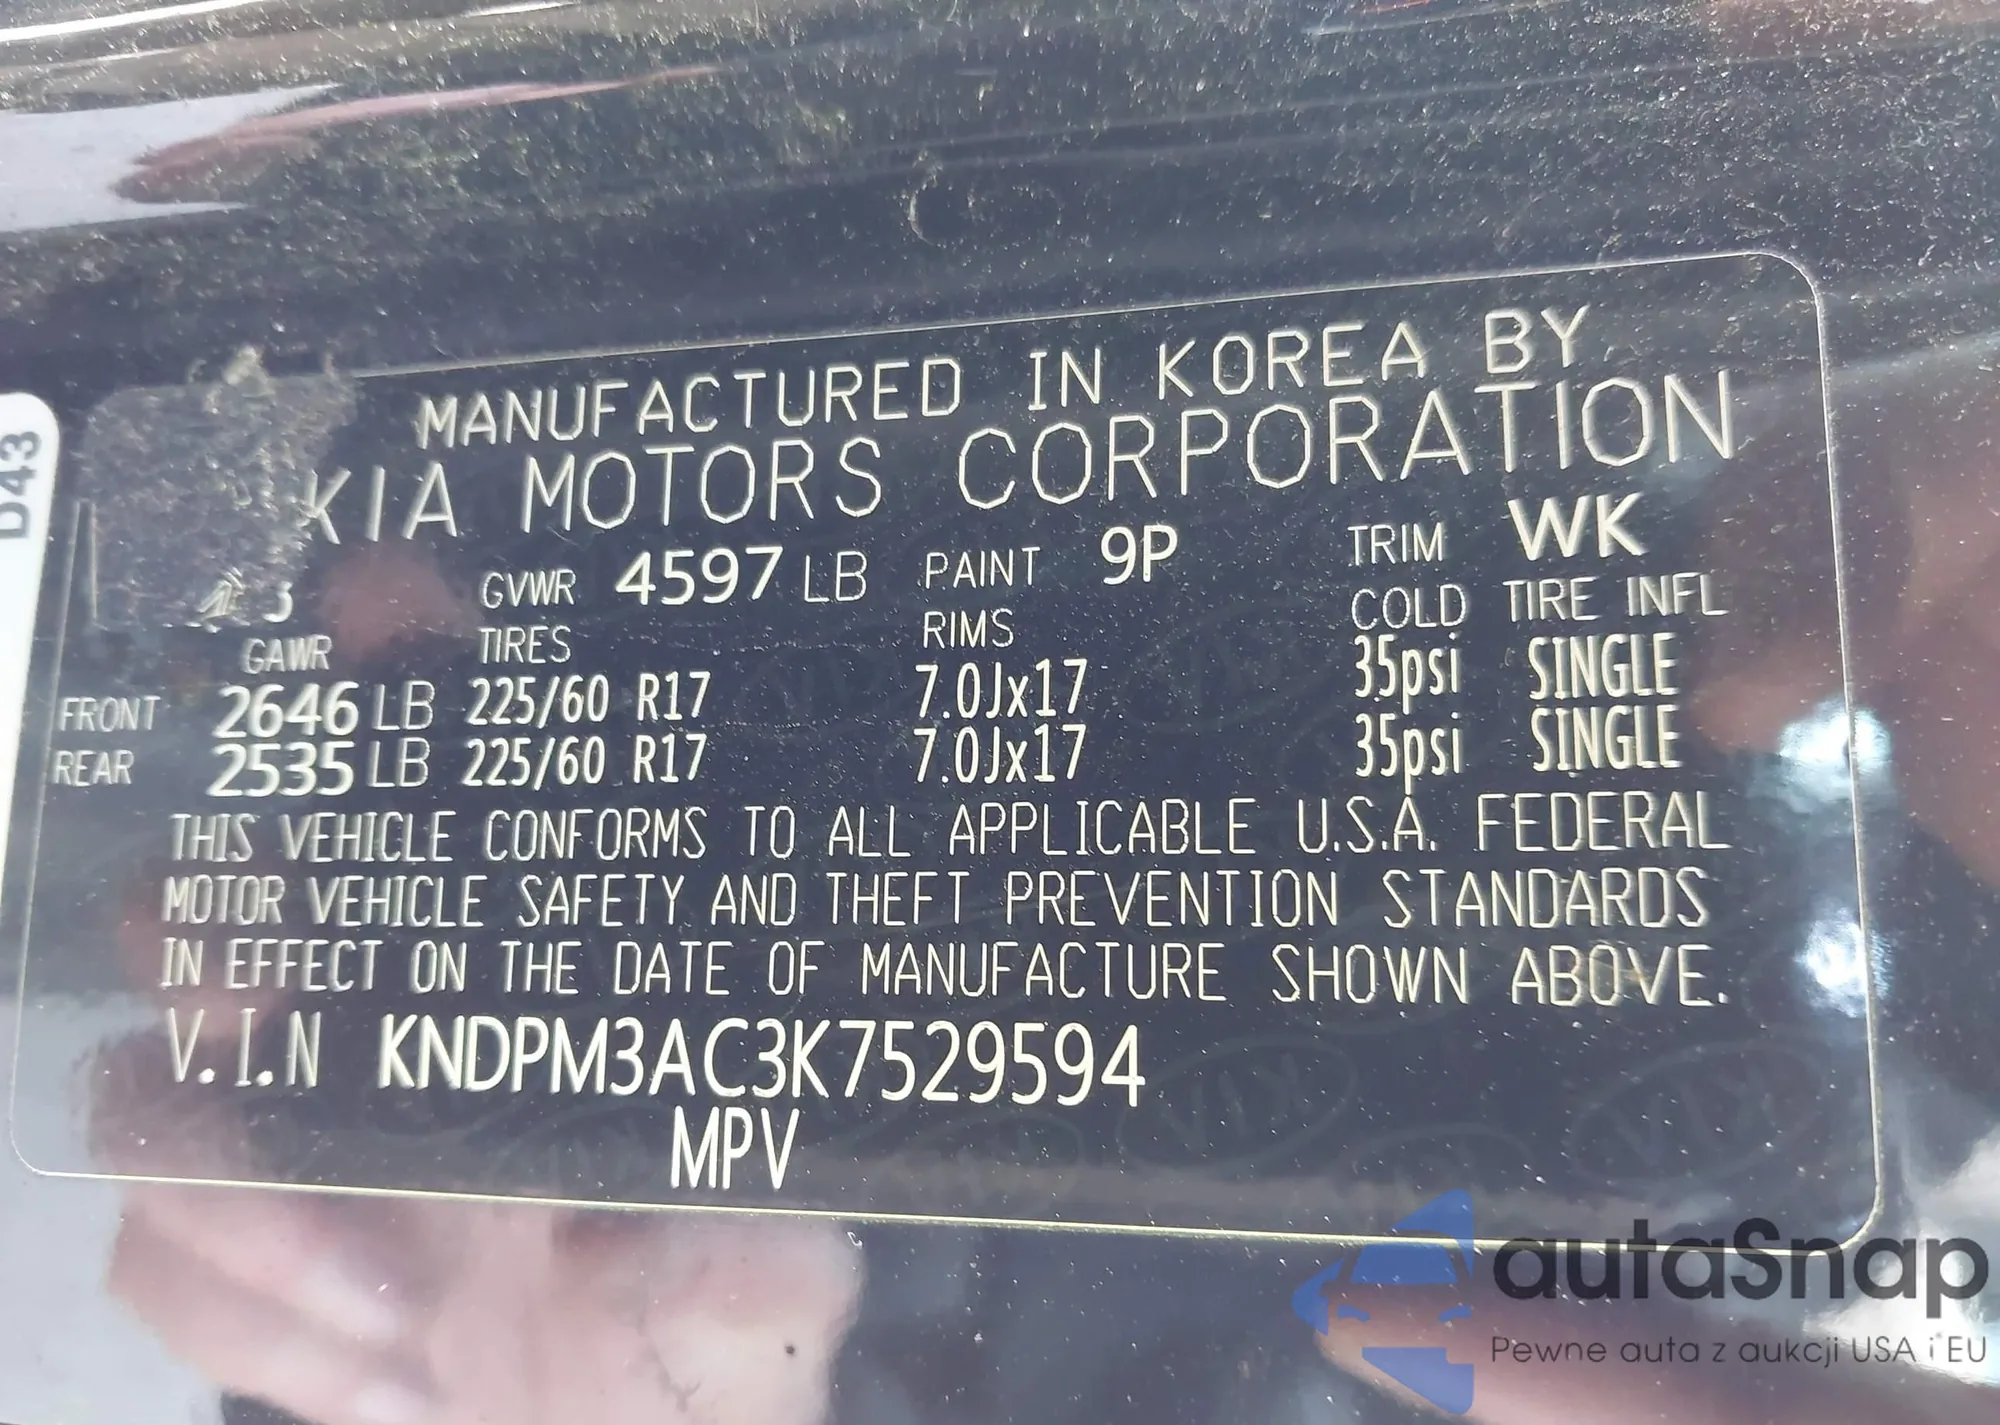 D43
MANUFACTURED IN KOREA BY
KIA MOTORS CORPORATION
GVWR 4597 LB PAINT 9P TRIM WK
GAWR TIRES RIMS COLD TIRE INFL
FRONT 2646 LB 225/60 R17 7.0Jx17 35psi SINGLE
REAR 2535 LB 225/60 R17 7.0Jx17 35psi SINGLE
THIS VEHICLE CONFORMS TO ALL APPLICABLE U.S.A. FEDERAL
MOTOR VEHICLE SAFETY AND THEFT PREVENTION STANDARDS
IN EFFECT ON THE DATE OF MANUFACTURE SHOWN ABOVE.
V.I.N KNDPM3AC3K7529594
MPV
autaSnap
Pewne auta z aukcji USA i EU